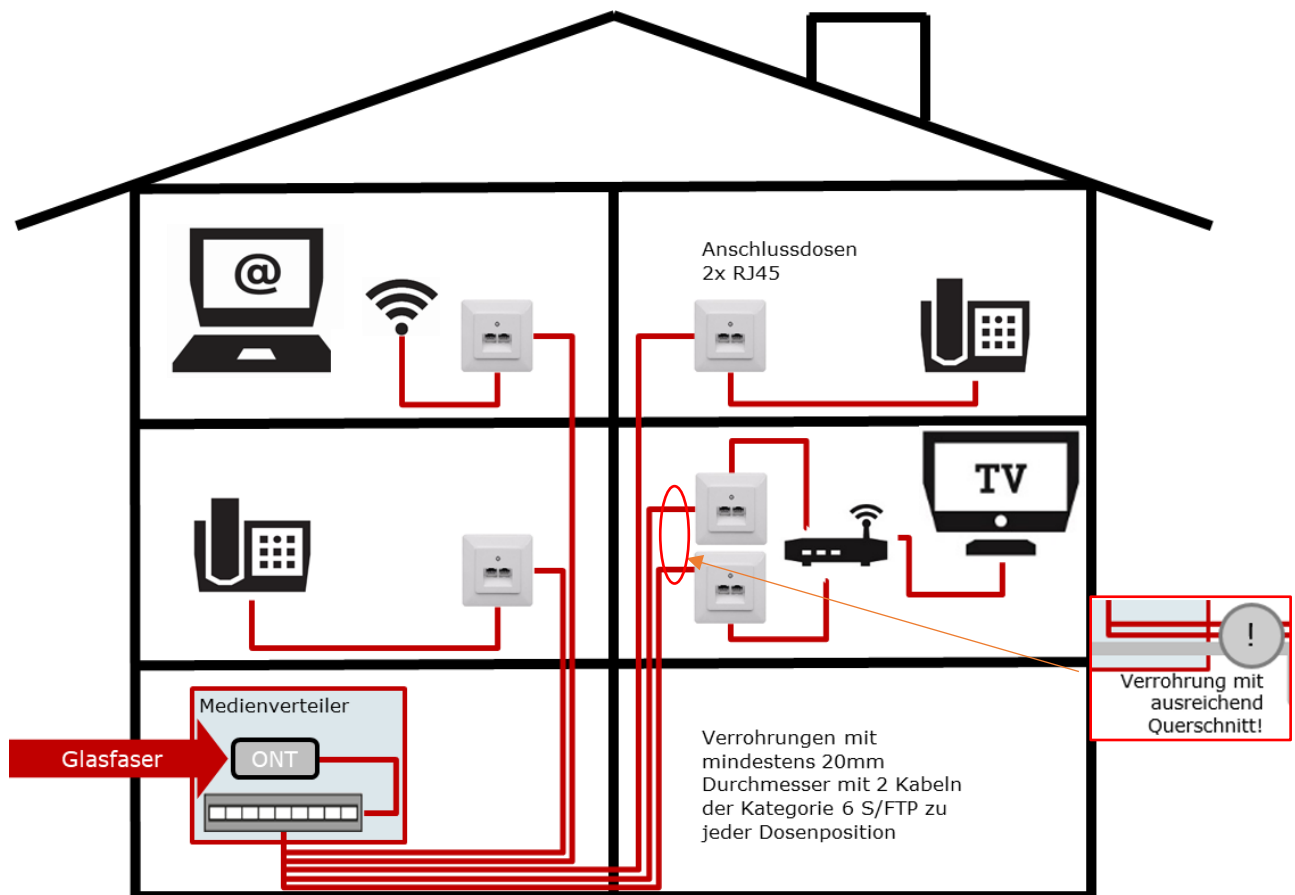 @
Anschlussdosen
2x RJ45
TV
!
Verrohrung mit
ausreichend
Querschnitt!
Medienverteiler
Glasfaser
ONT
Verrohrungen mit
mindestens 20mm
Durchmesser mit 2 Kabeln
der Kategorie 6 S/FTP zu
jeder Dosenposition